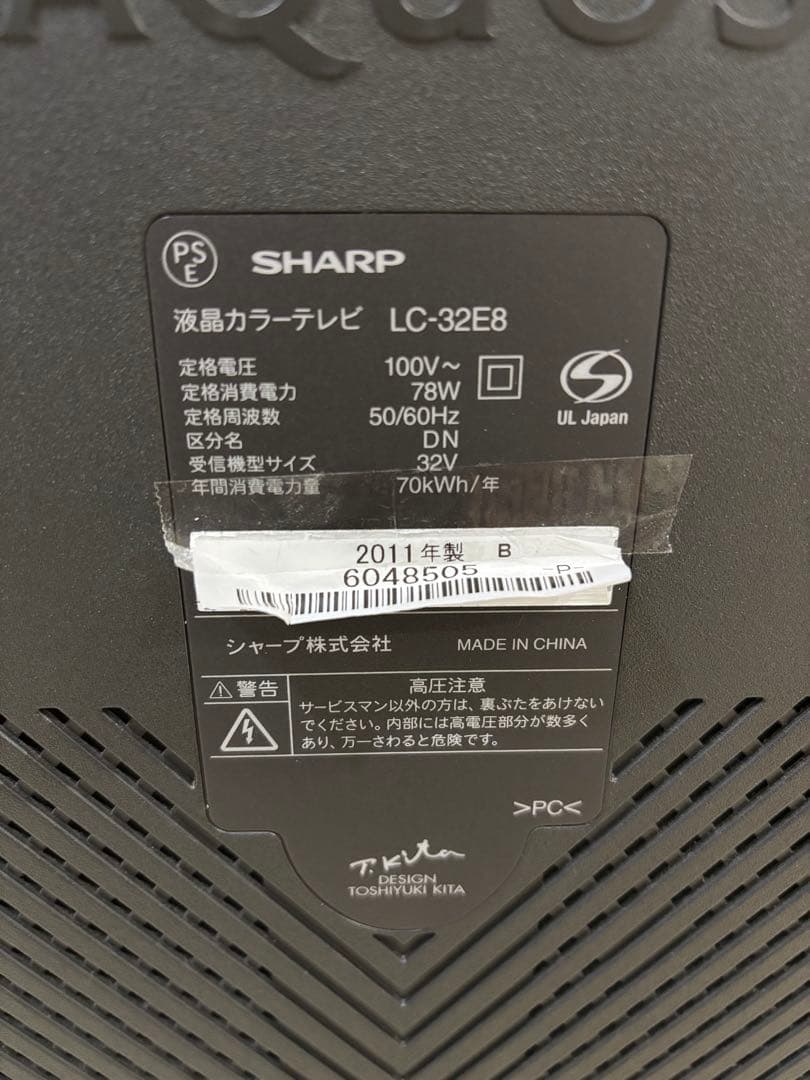 AQUOS
PS
E
SHARP
液晶カラーテレビ LC-32E8
定格電圧 100V～
定格消費電力 78W
定格周波数 50/60Hz
区分名 DN
受信機型サイズ 32V
年間消費電力量 70kWh/年
UL Japan
2011年製 B
6048505 -P-
シャープ株式会社 MADE IN CHINA
警告
高圧注意
サービスマン以外の方は、裏ぶたをあけない
でください。内部には高電圧部分が数多く
あり、万一さわると危険です。
>PC<
T. Kita
DESIGN
TOSHIYUKI KITA